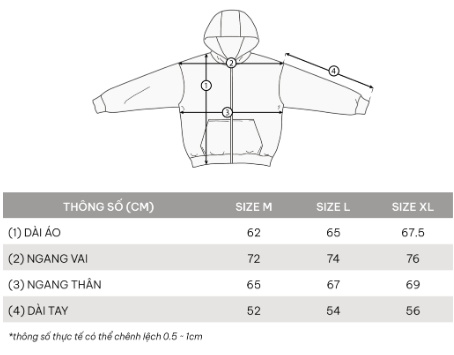 2
4
1
3
THÔNG SỐ (CM) SIZE M SIZE L SIZE XL
(1) DÀI ÁO 62 65 67.5
(2) NGANG VAI 72 74 76
(3) NGANG THÂN 65 67 69
(4) DÀI TAY 52 54 56
*thông số thực tế có thể chênh lệch 0.5 - 1cm